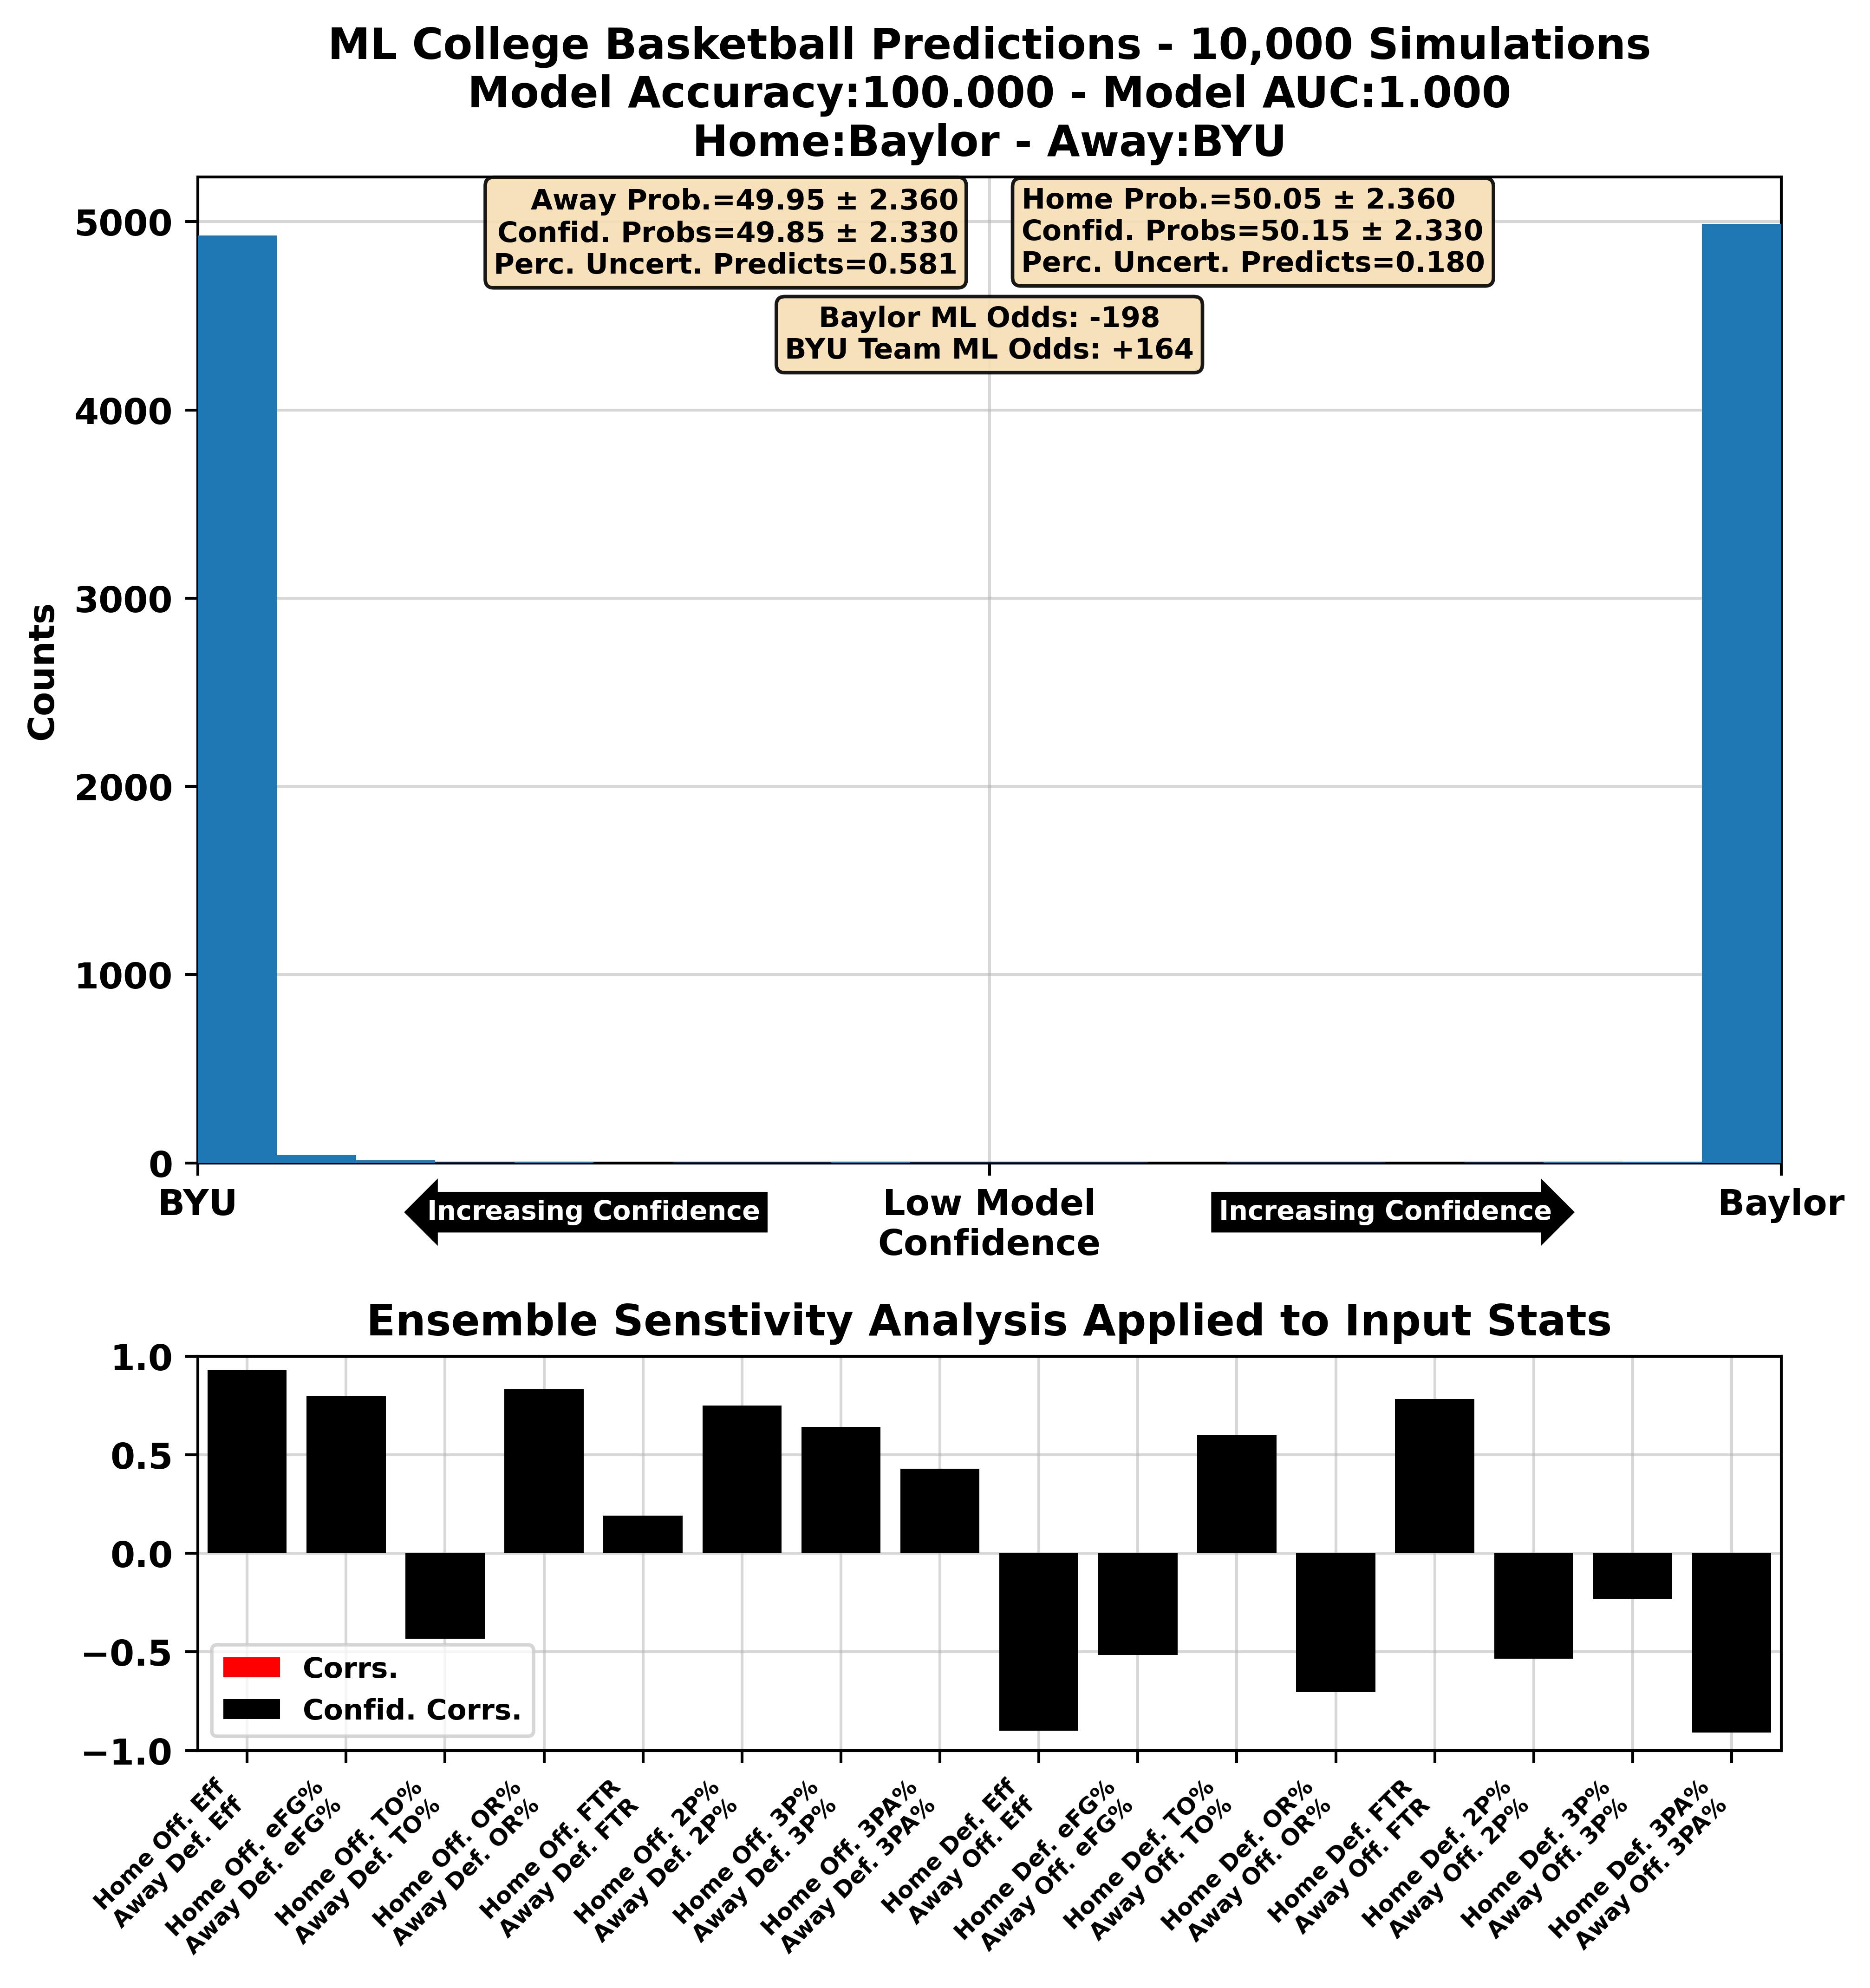 ML College Basketball Predictions - 10,000 Simulations
Model Accuracy:100.000 - Model AUC:1.000
Home:Baylor - Away:BYU
Away Prob.=49.95 ± 2.360
Confid. Probs=49.85 ± 2.330
Perc. Uncert. Predicts=0.581
Home Prob.=50.05 ± 2.360
Confid. Probs=50.15 ± 2.330
Perc. Uncert. Predicts=0.180
Baylor ML Odds: -198
BYU Team ML Odds: +164
5000
4000
3000
2000
1000
0
Counts
BYU
Increasing Confidence
Low Model
Confidence
Increasing Confidence
Baylor
Ensemble Senstivity Analysis Applied to Input Stats
1.0
0.5
0.0
−0.5
−1.0
Corrs.
Confid. Corrs.
Home Off. Eff
Away Def. Eff
Home Off. eFG%
Away Def. eFG%
Home Off. TO%
Away Def. TO%
Home Off. OR%
Away Def. OR%
Home Off. FTR
Away Def. FTR
Home Off. 2P%
Away Def. 2P%
Home Off. 3P%
Away Def. 3P%
Home Off. 3PA%
Away Def. 3PA%
Home Def. Eff
Away Off. Eff
Home Def. eFG%
Away Off. eFG%
Home Def. TO%
Away Off. TO%
Home Def. OR%
Away Off. OR%
Home Def. FTR
Away Off. FTR
Home Def. 2P%
Away Off. 2P%
Home Def. 3P%
Away Off. 3P%
Home Def. 3PA%
Away Off. 3PA%